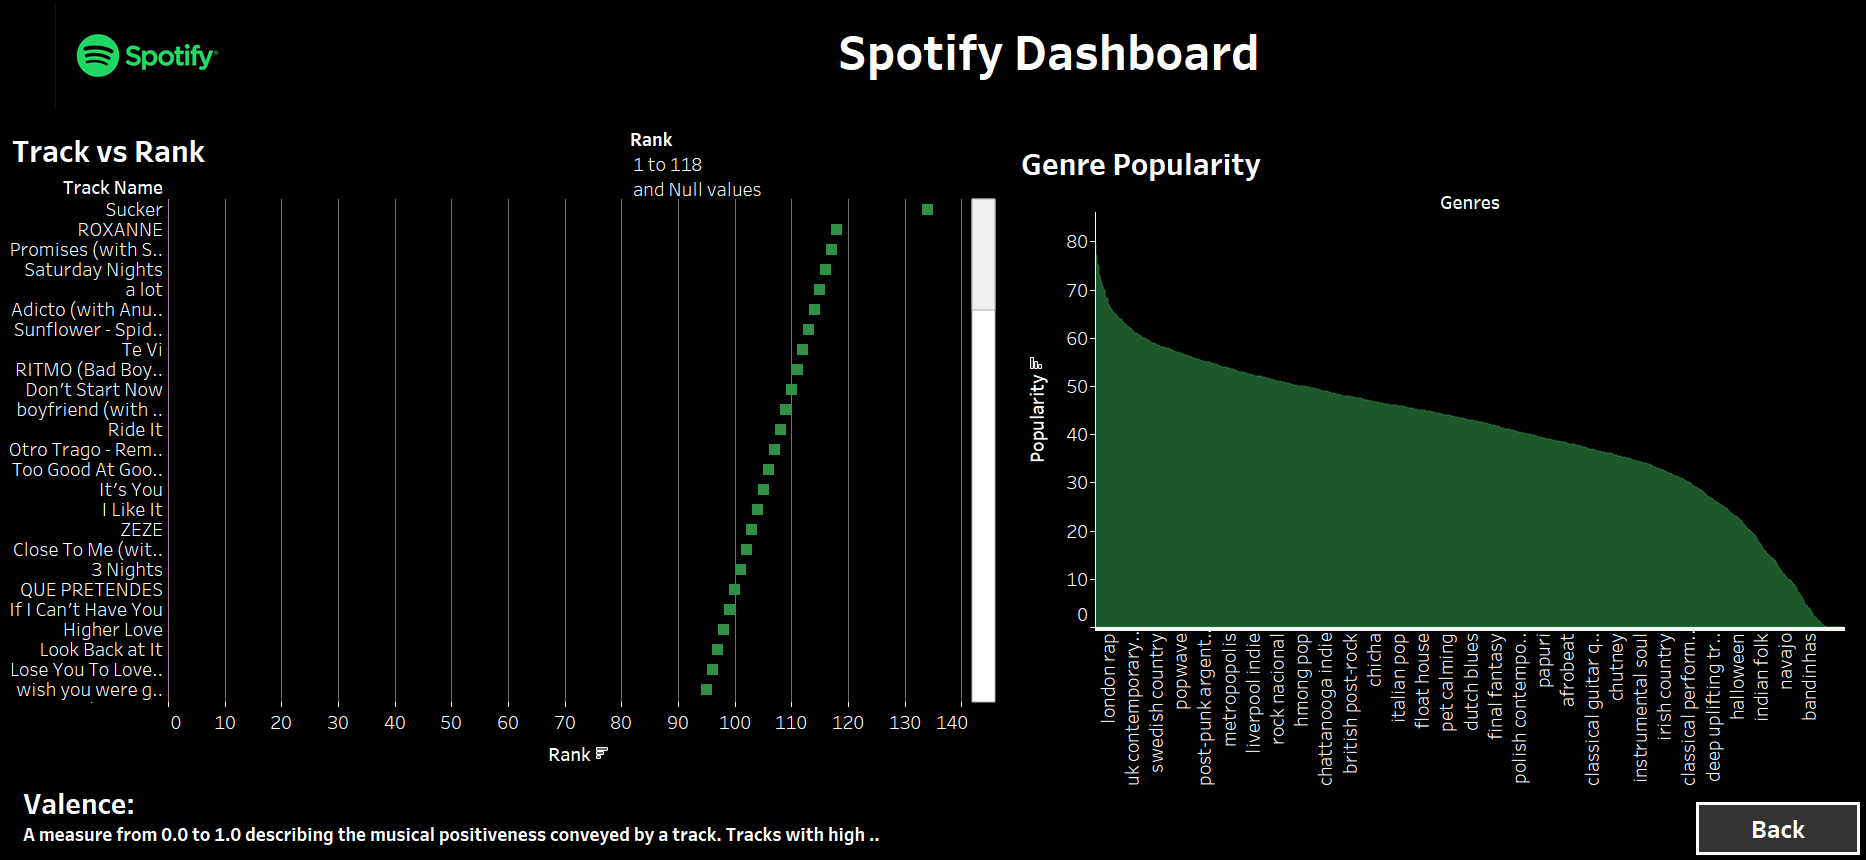 Spotify
Spotify Dashboard
Track vs Rank
Rank
1 to 118
and Null values
Track Name
Sucker
ROXANNE
Promises (with S..
Saturday Nights
a lot
Adicto (with Anu..
Sunflower - Spid..
Te Vi
RITMO (Bad Boy..
Don’t Start Now
boyfriend (with ..
Ride It
Otro Trago - Rem..
Too Good At Goo..
It’s You
I Like It
ZEZE
Close To Me (wit..
3 Nights
QUE PRETENDES
If I Can’t Have You
Higher Love
Look Back at It
Lose You To Love..
wish you were g..
0 10 20 30 40 50 60 70 80 90 100 110 120 130 140
Rank
Genre Popularity
Genres
Popularity
80
70
60
50
40
30
20
10
0
london rap
uk contemporary..
swedish country
popwave
post-punk argent..
metropopolis
liverpool indie
rock nacional
hmong pop
chattanooga indie
british post-rock
chicha
italian pop
float house
pet calming
dutch blues
final fantasy
polish contempo..
papuri
afrobeat
classical guitar q..
chutney
instrumental soul
irish country
classical perform..
deep uplifting tr..
halloween
indian folk
navajo
bandinhas
Valence:
A measure from 0.0 to 1.0 describing the musical positiveness conveyed by a track. Tracks with high ..
Back